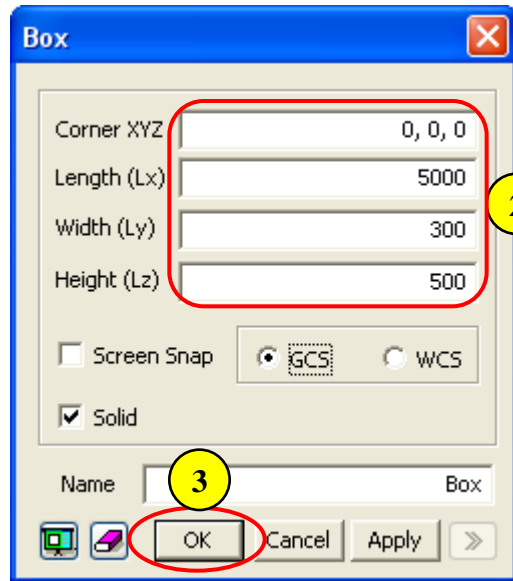 Box
Corner XYZ 0, 0, 0
Length (Lx) 5000
2
Width (Ly) 300
Height (Lz) 500
Screen Snap GCS WCS
Solid
Name Box
3
OK Cancel Apply >>